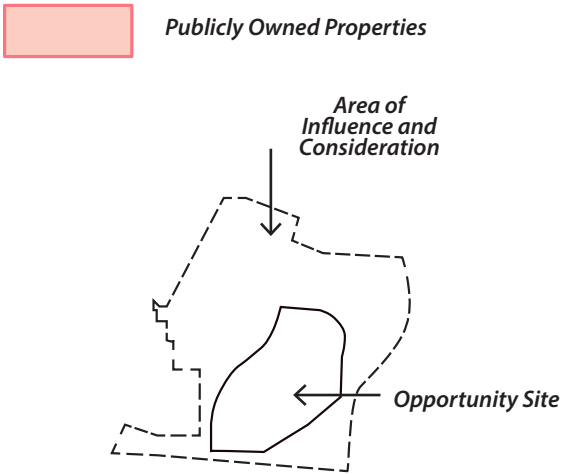 Publicly Owned Properties
Area of
Influence and
Consideration
Opportunity Site